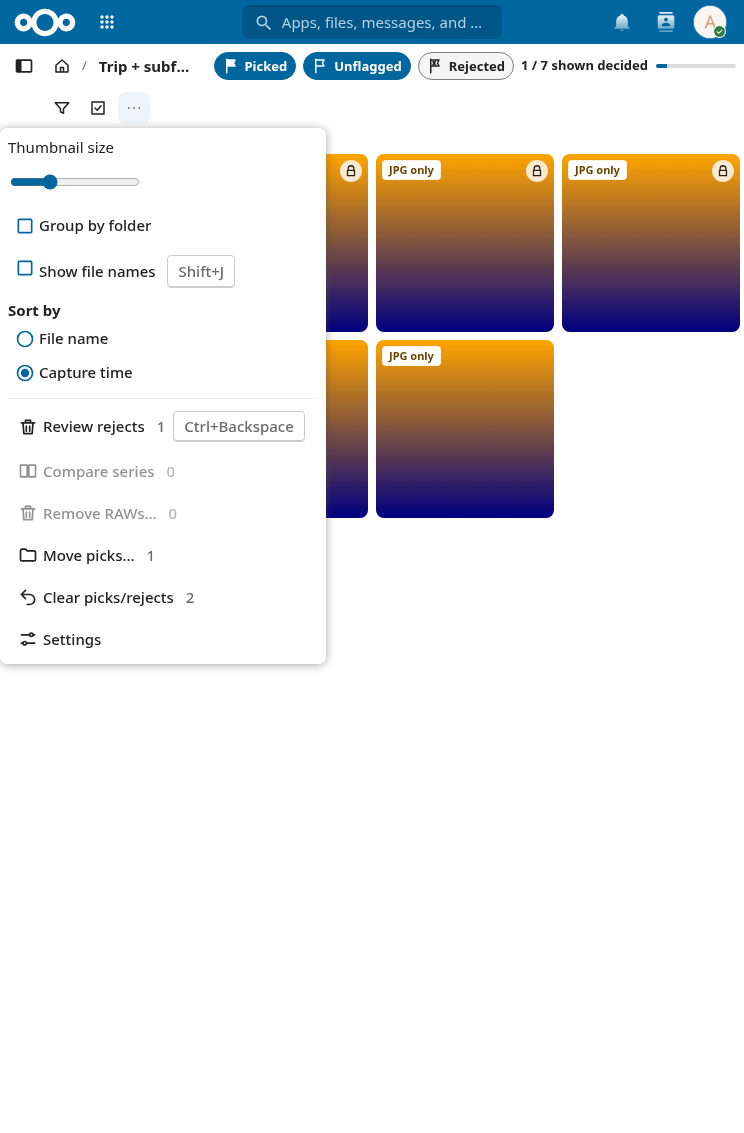 Apps, files, messages, and ...
A
/ Trip + subf...
Picked
Unflagged
Rejected
1 / 7 shown decided
Thumbnail size
Group by folder
Show file names Shift+J
Sort by
File name
Capture time
Review rejects 1 Ctrl+Backspace
Compare series 0
Remove RAWs... 0
Move picks... 1
Clear picks/rejects 2
Settings
JPG only
JPG only
JPG only